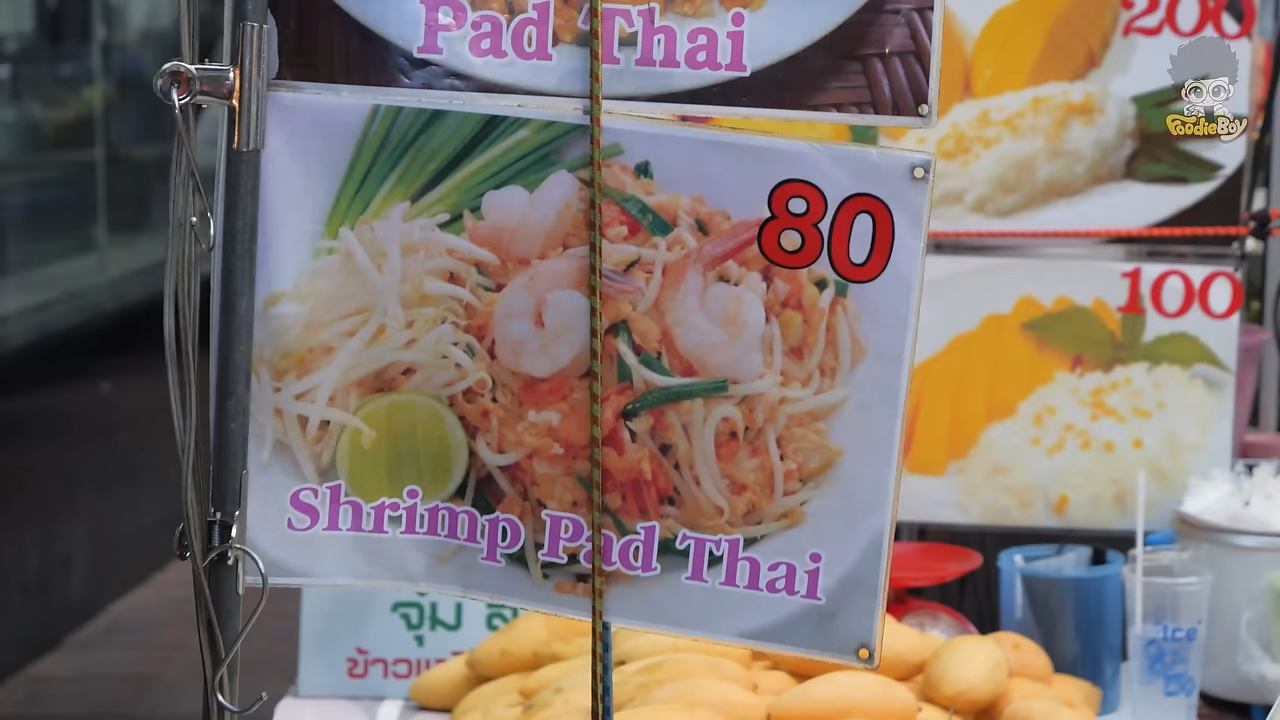 Pad Thai
200
FoodieBoy
80
100
Shrimp Pad Thai
จุ่ม
Ice